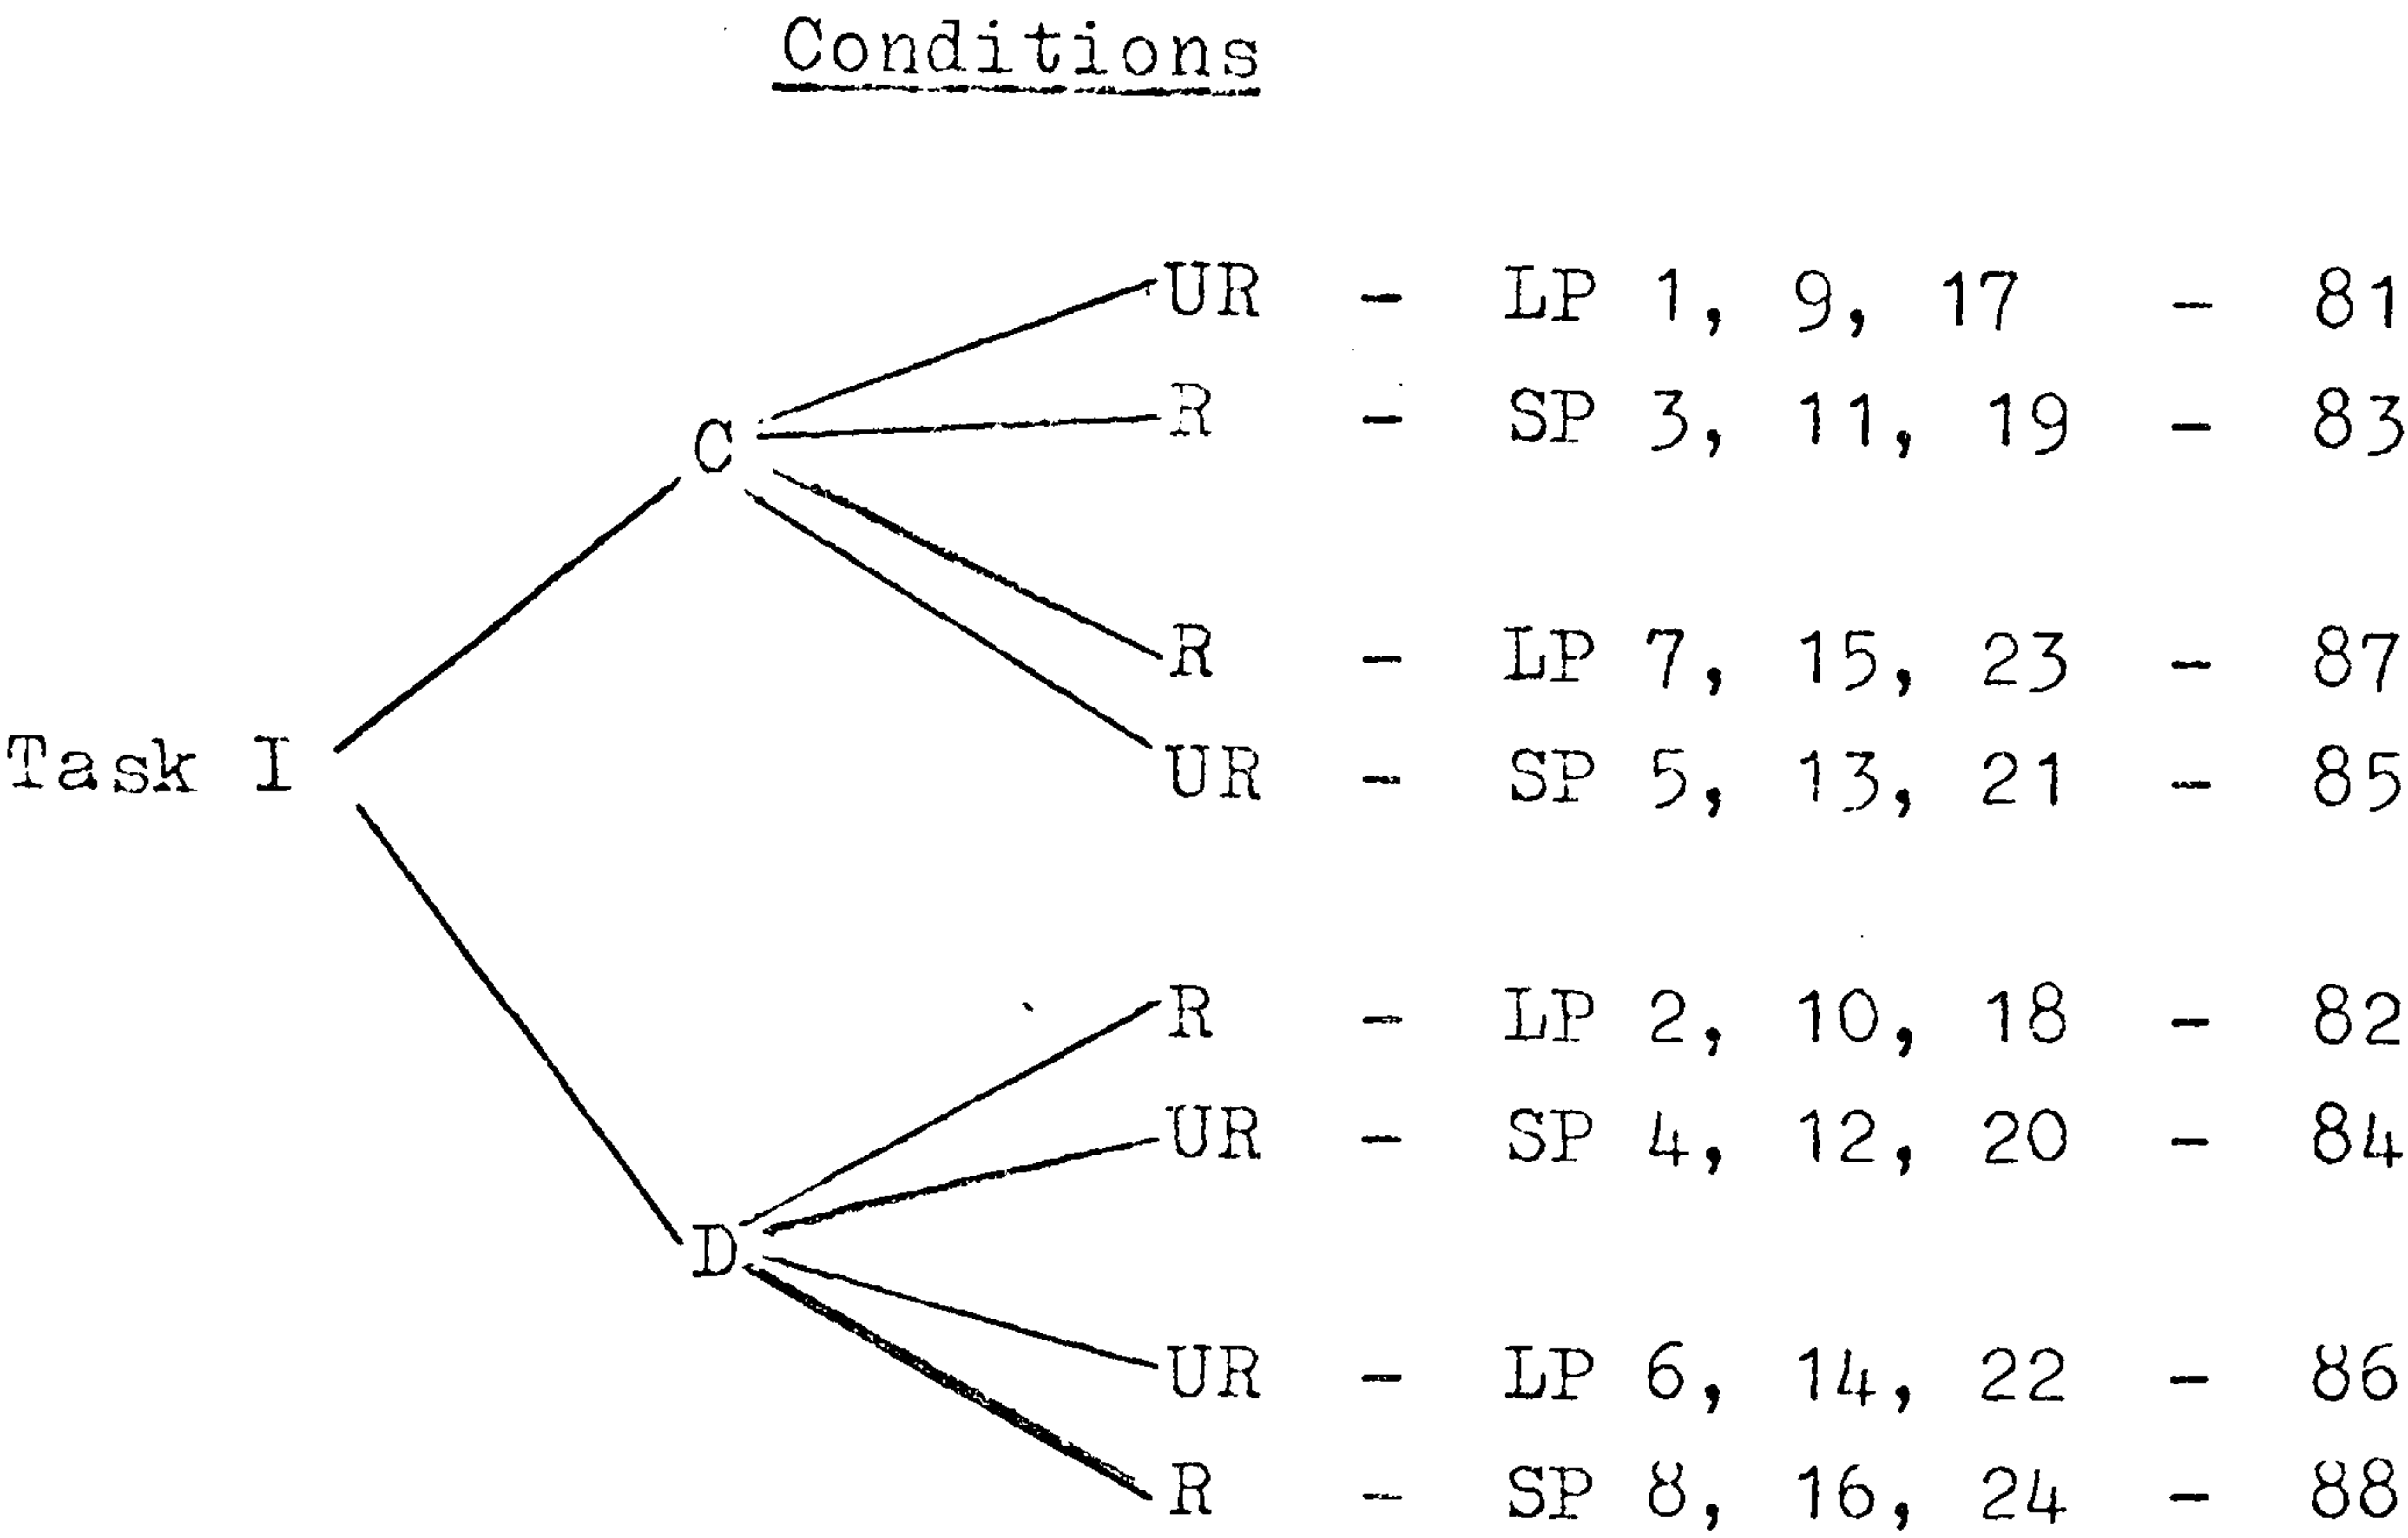 Conditions
UR - LP 1, 9, 17 - 81
R - SP 3, 11, 19 - 83
C
R - LP 7, 15, 23 - 87
Task I UR - SP 5, 13, 21 - 85
R - LP 2, 10, 18 - 82
UR - SP 4, 12, 20 - 84
D
UR - LP 6, 14, 22 - 86
R - SP 8, 16, 24 - 88